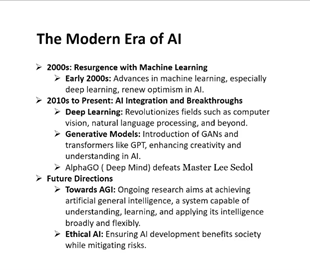 The Modern Era of AI
➢ 2000s: Resurgence with Machine Learning
➢ Early 2000s: Advances in machine learning, especially
deep learning, renew optimism in AI.
➢ 2010s to Present: AI Integration and Breakthroughs
➢ Deep Learning: Revolutionizes fields such as computer
vision, natural language processing, and beyond.
➢ Generative Models: Introduction of GANs and
transformers like GPT, enhancing creativity and
understanding in AI.
➢ AlphaGO ( Deep Mind) defeats Master Lee Sedol
➢ Future Directions
➢ Towards AGI: Ongoing research aims at achieving
artificial general intelligence, a system capable of
understanding, learning, and applying its intelligence
broadly and flexibly.
➢ Ethical AI: Ensuring AI development benefits society
while mitigating risks.